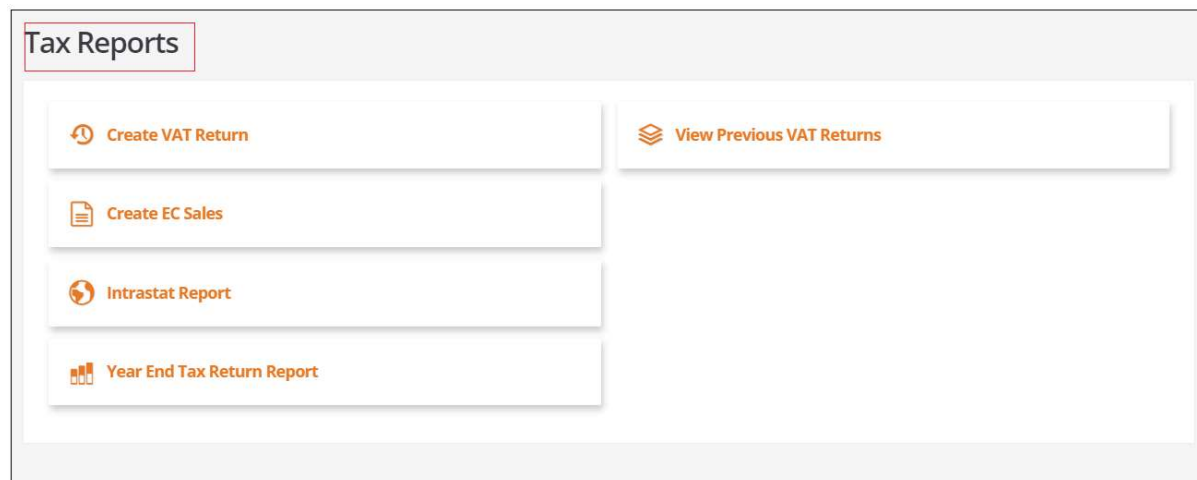 Tax Reports
Create VAT Return
View Previous VAT Returns
Create EC Sales
Intrastat Report
Year End Tax Return Report